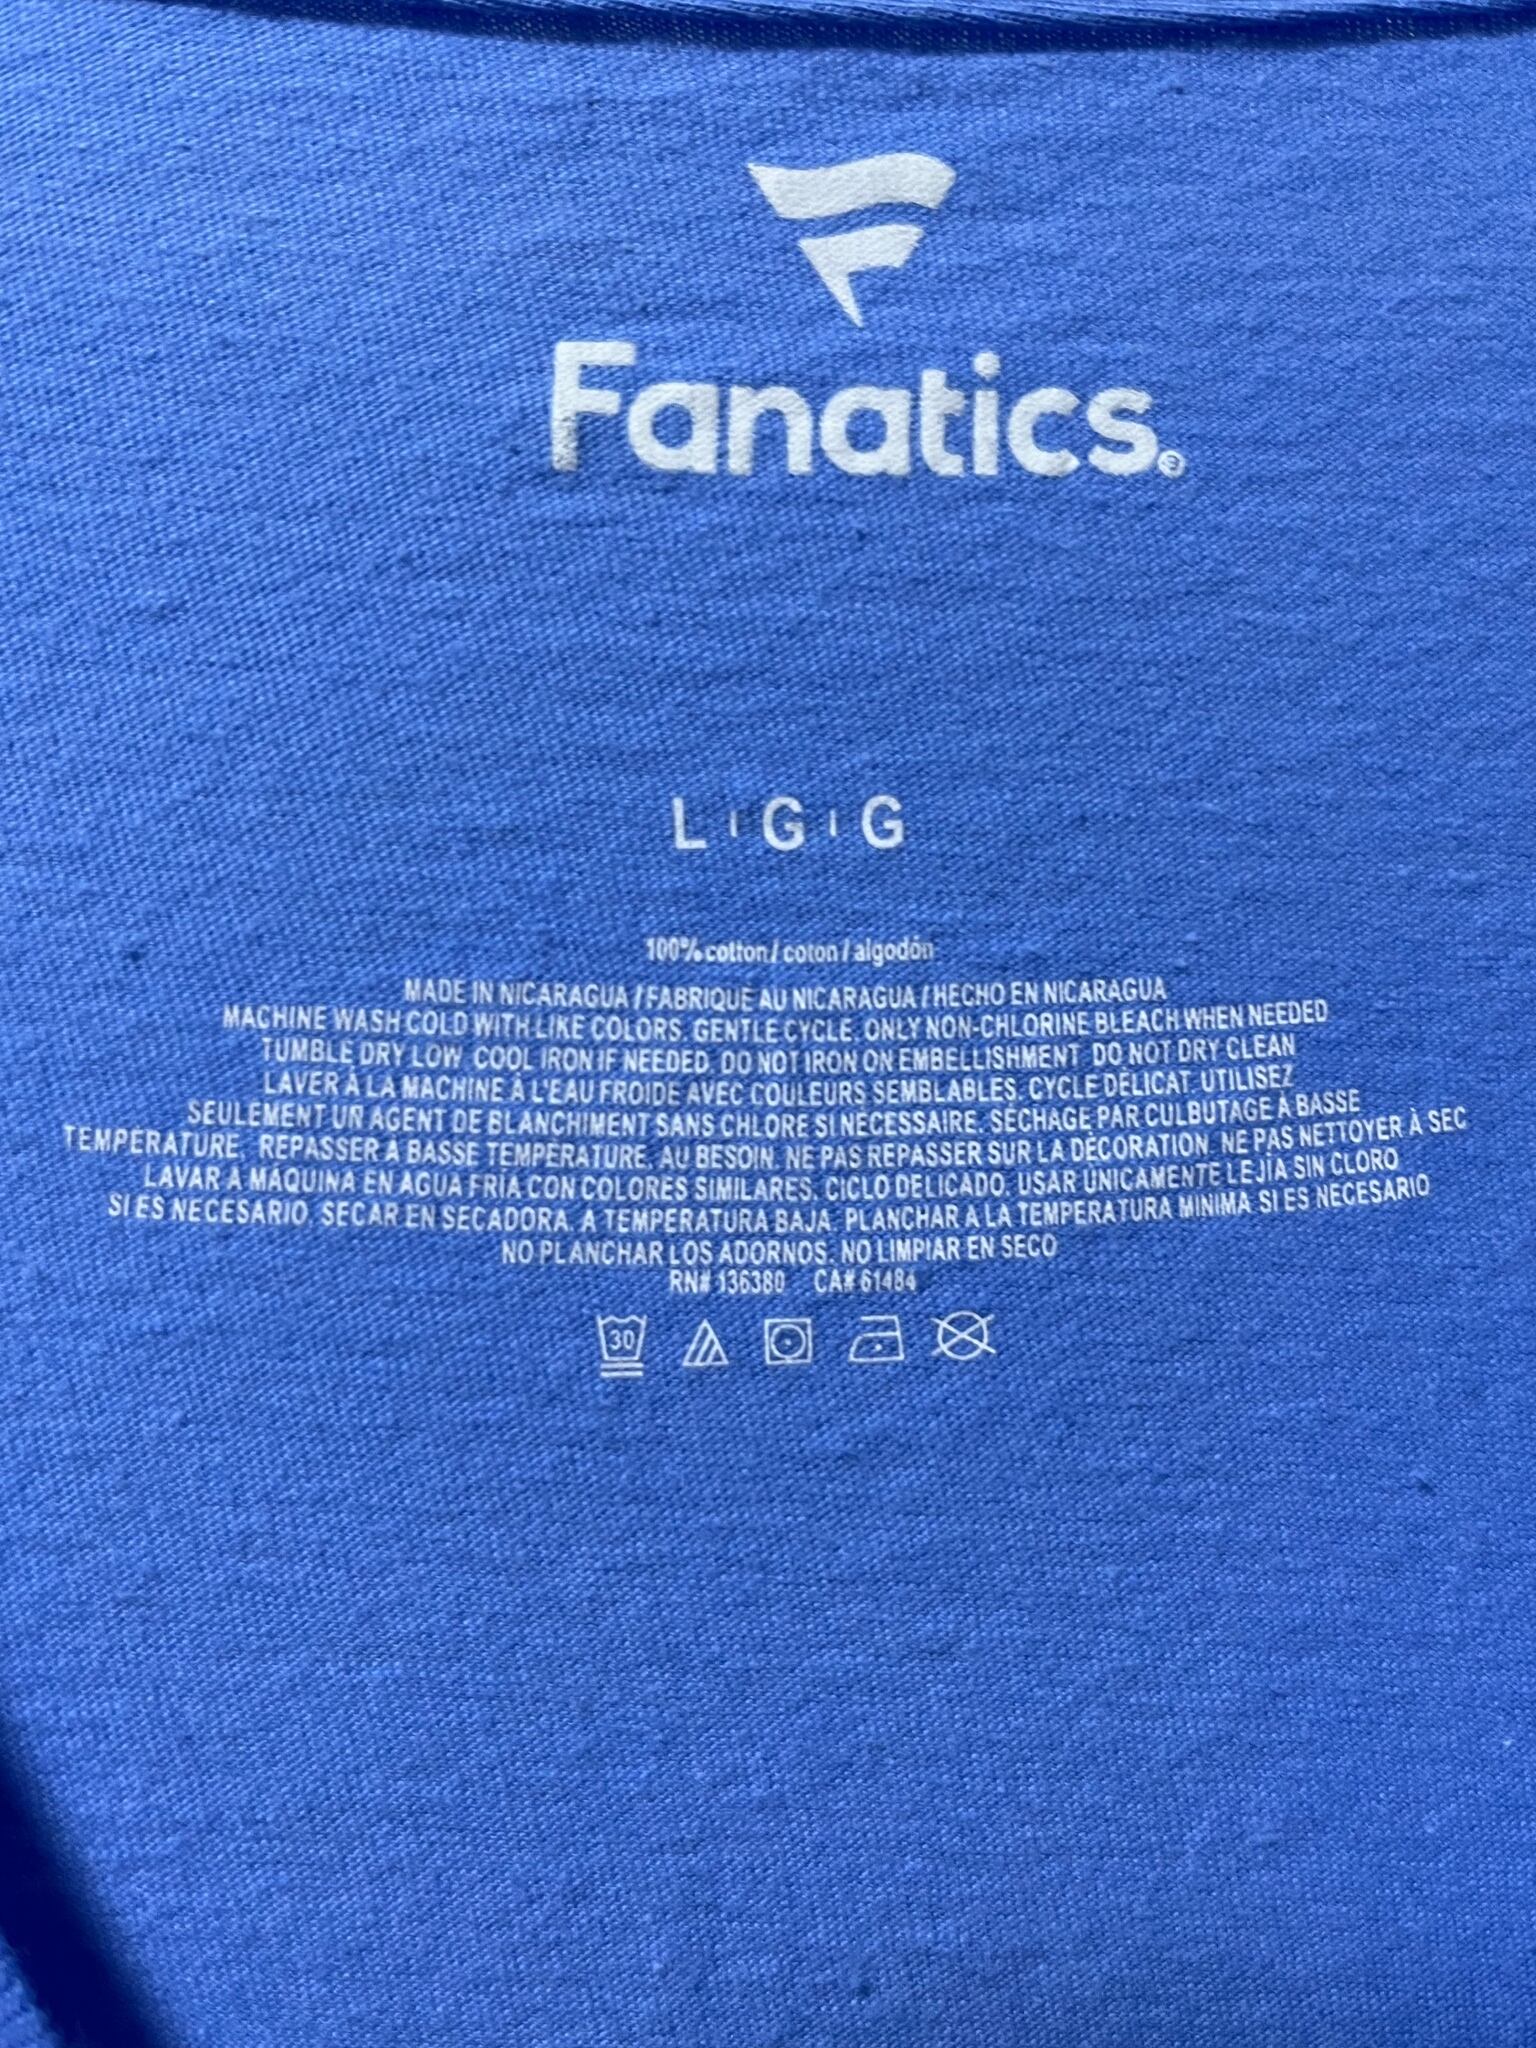 Fanatics®
L | G | G
100% cotton / coton / algodón
MADE IN NICARAGUA / FABRIQUÉ AU NICARAGUA / HECHO EN NICARAGUA
MACHINE WASH COLD WITH LIKE COLORS. GENTLE CYCLE. ONLY NON-CHLORINE BLEACH WHEN NEEDED
TUMBLE DRY LOW. COOL IRON IF NEEDED. DO NOT IRON ON EMBELLISHMENT. DO NOT DRY CLEAN
LAVER À LA MACHINE À L'EAU FROIDE AVEC COULEURS SEMBLABLES. CYCLE DÉLICAT. UTILISEZ
SEULEMENT UN AGENT DE BLANCHIMENT SANS CHLORE SI NÉCESSAIRE. SÉCHAGE PAR CULBUTAGE À BASSE
TEMPÉRATURE. REPASSER À BASSE TEMPÉRATURE, AU BESOIN. NE PAS REPASSER SUR LA DÉCORATION. NE PAS NETTOYER À SEC
LAVAR A MÁQUINA EN AGUA FRÍA CON COLORES SIMILARES. CICLO DELICADO. USAR ÚNICAMENTE LEJÍA SIN CLORO
SI ES NECESARIO. SECAR EN SECADORA, A TEMPERATURA BAJA. PLANCHAR A LA TEMPERATURA MÍNIMA SI ES NECESARIO
NO PLANCHAR LOS ADORNOS. NO LIMPIAR EN SECO
RN# 136380 CA# 61484
30